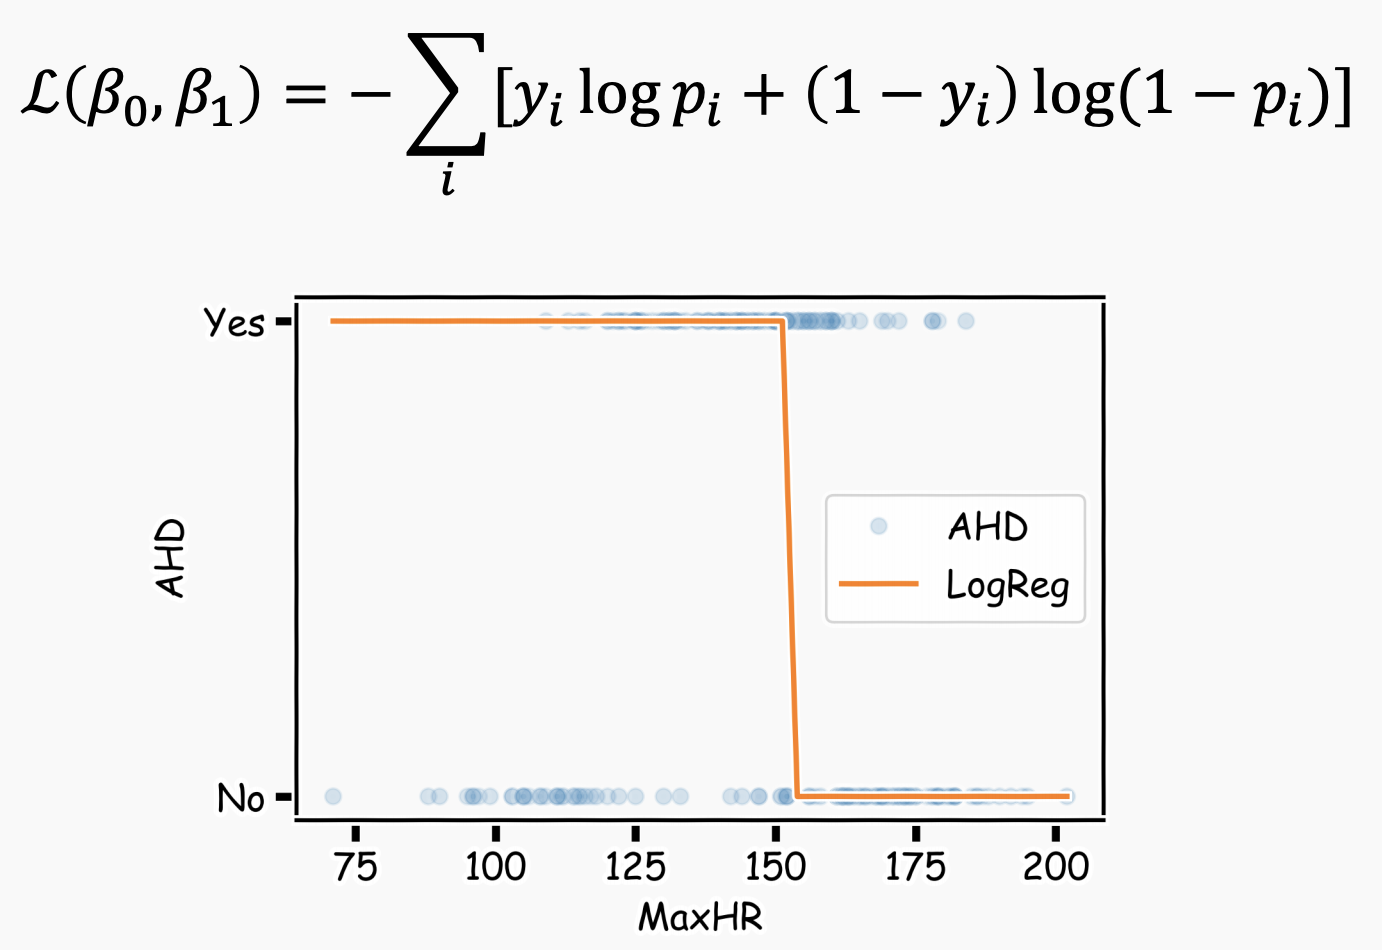 ℒ(β₀, β₁) = − ∑ᵢ [yᵢ log pᵢ + (1 − yᵢ) log(1 − pᵢ)]
Yes
AHD
AHD
LogReg
No
75 100 125 150 175 200
MaxHR